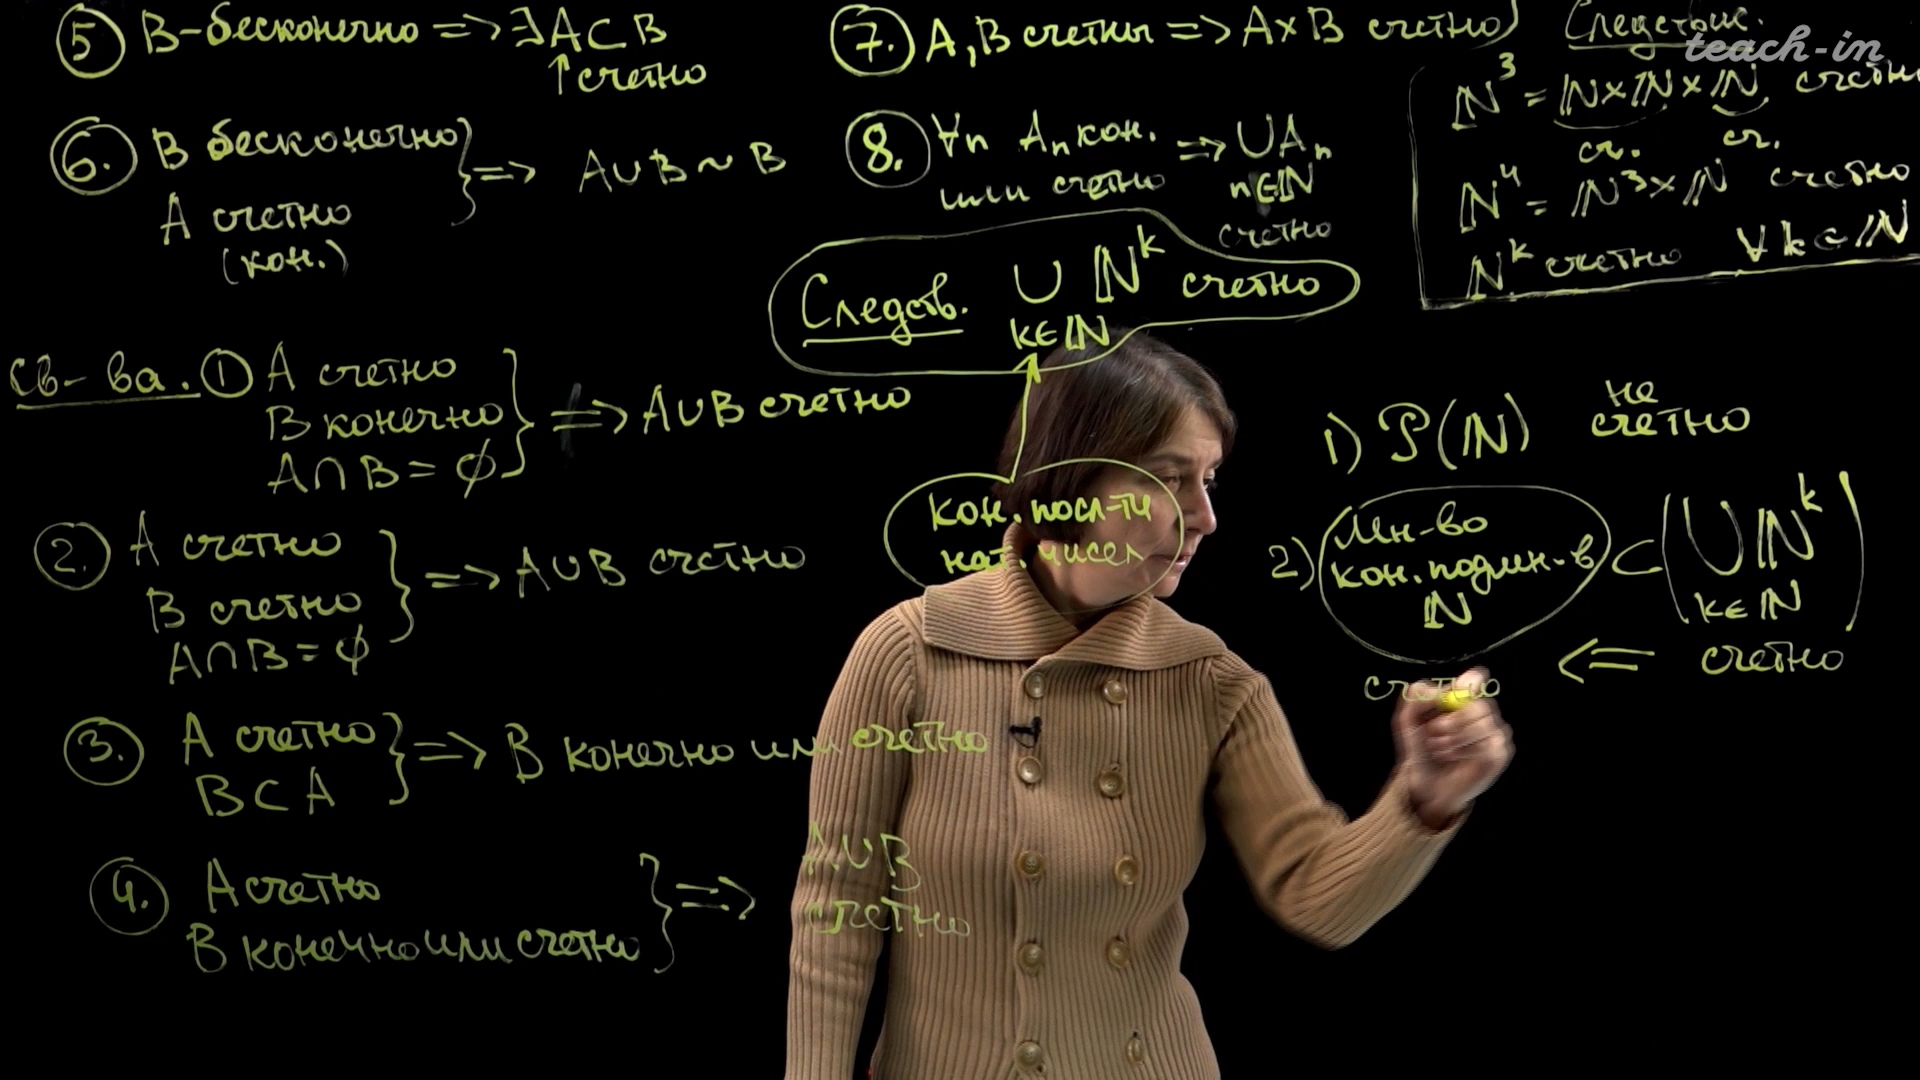 ⑤ В-бесконечно => ∃A⊂B
↑счетно
⑥. В бесконечно
А счетно
(кон.)
} => A∪B ~ B
⑦. А, В счетны => A×B счетно
⑧. ∀n Aₙ кон.
или счетно
=> ∪Aₙ
n∈ℕ
счетно
Следств. ∪ ℕᵏ счетно
k∈ℕ
Следствие.
teach-in
ℕ³ = ℕ×ℕ×ℕ счетно
сч. сч.
ℕ⁴ = ℕ³×ℕ счетно
ℕᵏ счетно ∀k∈ℕ
Св-ва. ① А счетно
В конечно
A∩B = ϕ
} => A∪B счетно
②. А счетно
В счетно
A∩B = ϕ
} => A∪B счетно
③. А счетно
B⊂A
} => В конечно или счетно
④. А счетно
В конечно или счетно
} => A∪B
счетно
кон. посл-ти
нат. чисел
1) 𝒫(ℕ) не
счетно
2) Мн-во
кон. подмн-в
ℕ
⊂ (∪ℕᵏ)
k∈ℕ
счетно <= счетно